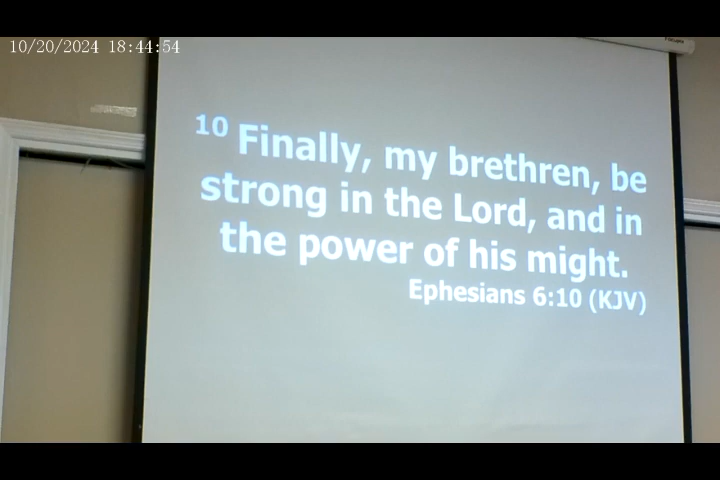 10/20/2024 18:44:54
10 Finally, my brethren, be
strong in the Lord, and in
the power of his might.
Ephesians 6:10 (KJV)